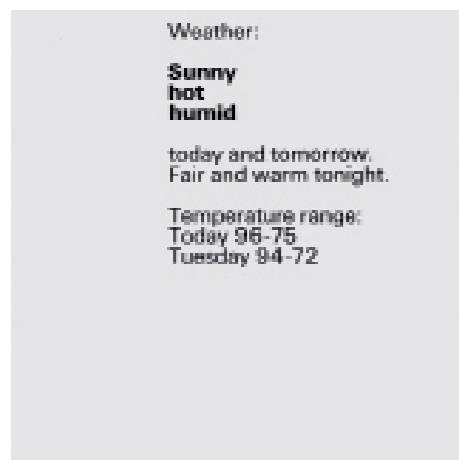 Weather:
Sunny
hot
humid
today and tomorrow.
Fair and warm tonight.
Temperature range:
Today 96-75
Tuesday 94-72